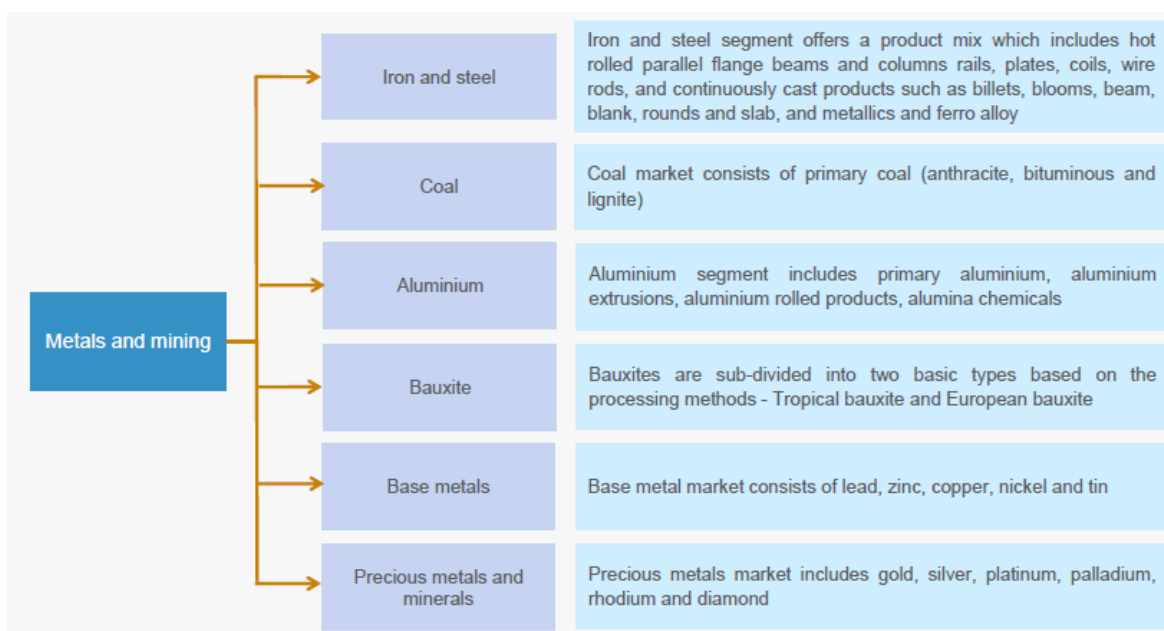 Metals and mining
Iron and steel
Iron and steel segment offers a product mix which includes hot
rolled parallel flange beams and columns rails, plates, coils, wire
rods, and continuously cast products such as billets, blooms, beam,
blank, rounds and slab, and metallics and ferro alloy
Coal
Coal market consists of primary coal (anthracite, bituminous and
lignite)
Aluminium
Aluminium segment includes primary aluminium, aluminium
extrusions, aluminium rolled products, alumina chemicals
Bauxite
Bauxites are sub-divided into two basic types based on the
processing methods - Tropical bauxite and European bauxite
Base metals
Base metal market consists of lead, zinc, copper, nickel and tin
Precious metals and
minerals
Precious metals market includes gold, silver, platinum, palladium,
rhodium and diamond